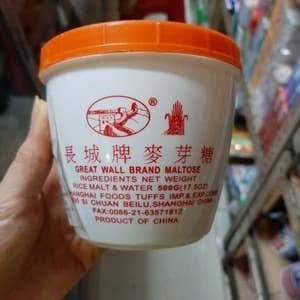 ®
長城牌麥芽糖
GREAT WALL BRAND MALTOSE
INGREDIENTS NET WEIGHT
RICE MALT & WATER 500G(17.5OZ)
SHANGHAI FOODS TUFFS IMP.& EXP.CORP.
SI CHUAN BEILU,SHANGHAI CHINA
FAX:0086-21-63571812
PRODUCT OF CHINA